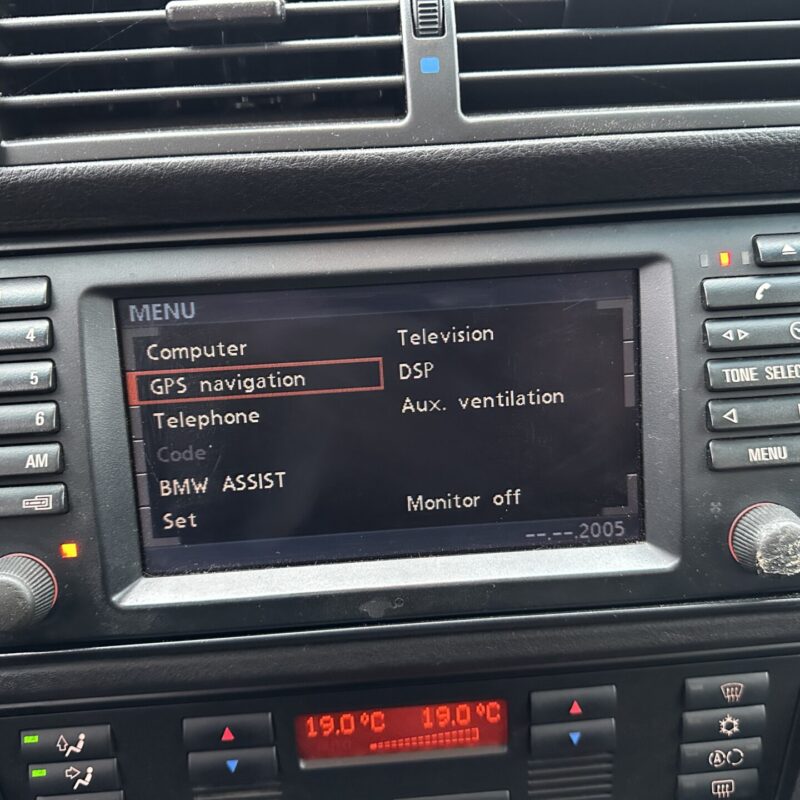 MENU
Computer
GPS navigation
Telephone
Code
BMW ASSIST
Set
Television
DSP
Aux. ventilation
Monitor off
--.--.2005
4
5
6
AM
TONE SELEC
MENU
19.0°C 19.0°C
A